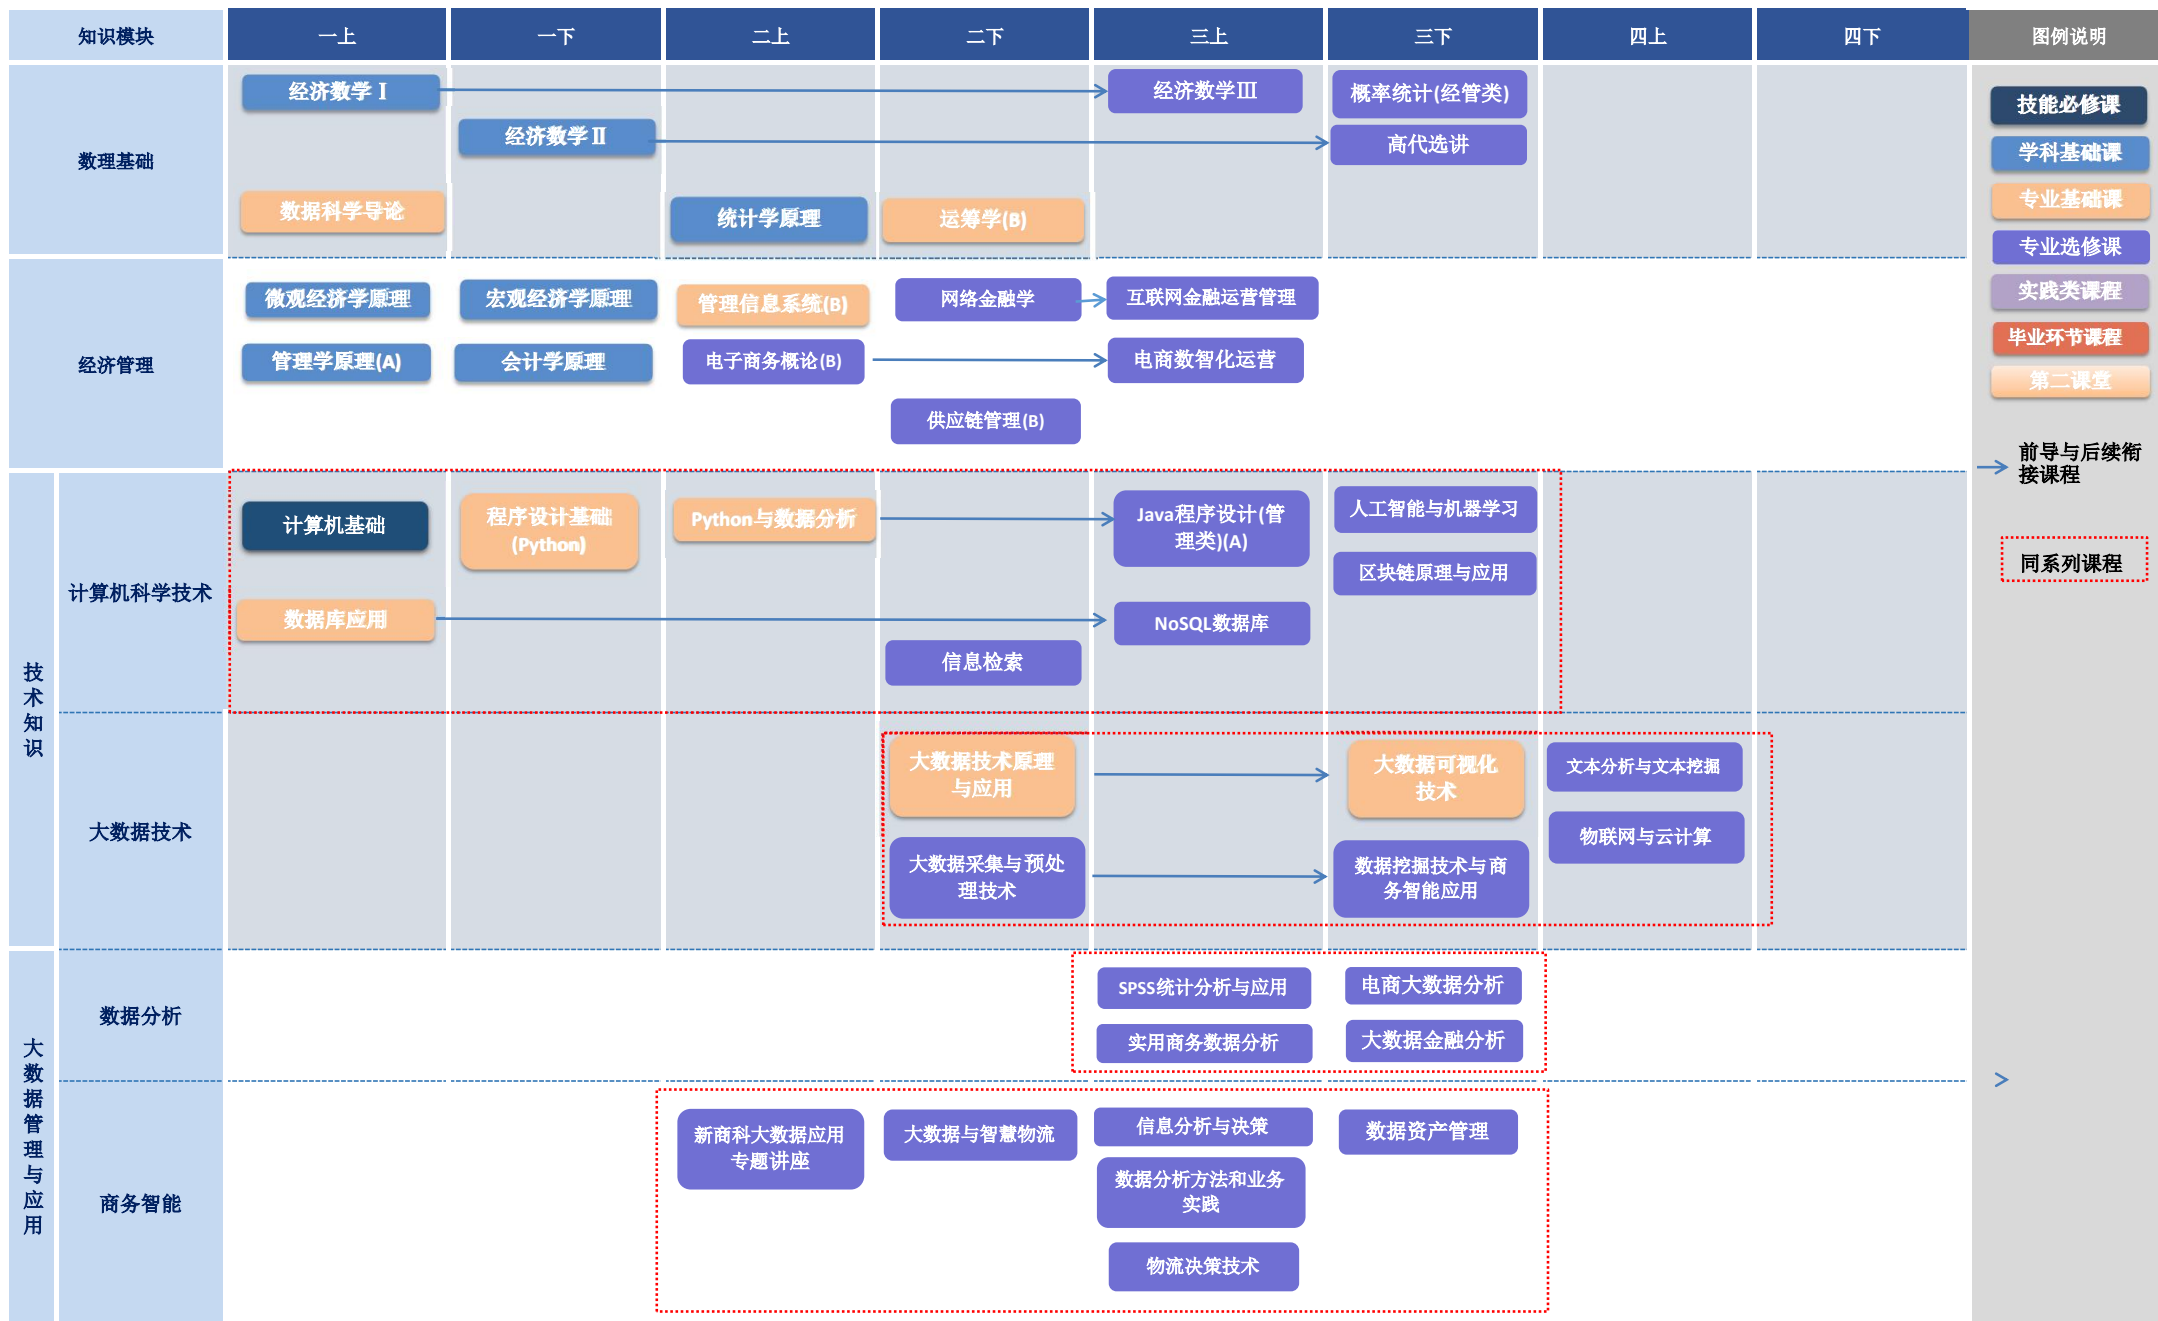 知识模块
一上
一下
二上
二下
三上
三下
四上
四下
图例说明
数理基础
经济数学Ⅰ
经济数学Ⅲ
概率统计(经管类)
经济数学Ⅱ
高代选讲
数据科学导论
统计学原理
运筹学(B)
经济管理
微观经济学原理
宏观经济学原理
管理信息系统(B)
网络金融学
互联网金融运营管理
管理学原理(A)
会计学原理
电子商务概论(B)
电商数智化运营
供应链管理(B)
技术知识
计算机科学技术
计算机基础
程序设计基础
(Python)
Python与数据分析
Java程序设计(管
理类)(A)
人工智能与机器学习
区块链原理与应用
数据库应用
NoSQL数据库
信息检索
大数据技术
大数据技术原理
与应用
大数据可视化
技术
文本分析与文本挖掘
物联网与云计算
大数据采集与预处
理技术
数据挖掘技术与商
务智能应用
大数据管理与应用
数据分析
SPSS统计分析与应用
电商大数据分析
实用商务数据分析
大数据金融分析
商务智能
新商科大数据应用
专题讲座
大数据与智慧物流
信息分析与决策
数据资产管理
数据分析方法和业务
实践
物流决策技术
技能必修课
学科基础课
专业基础课
专业选修课
实践类课程
毕业环节课程
第二课堂
前导与后续衔
接课程
同系列课程